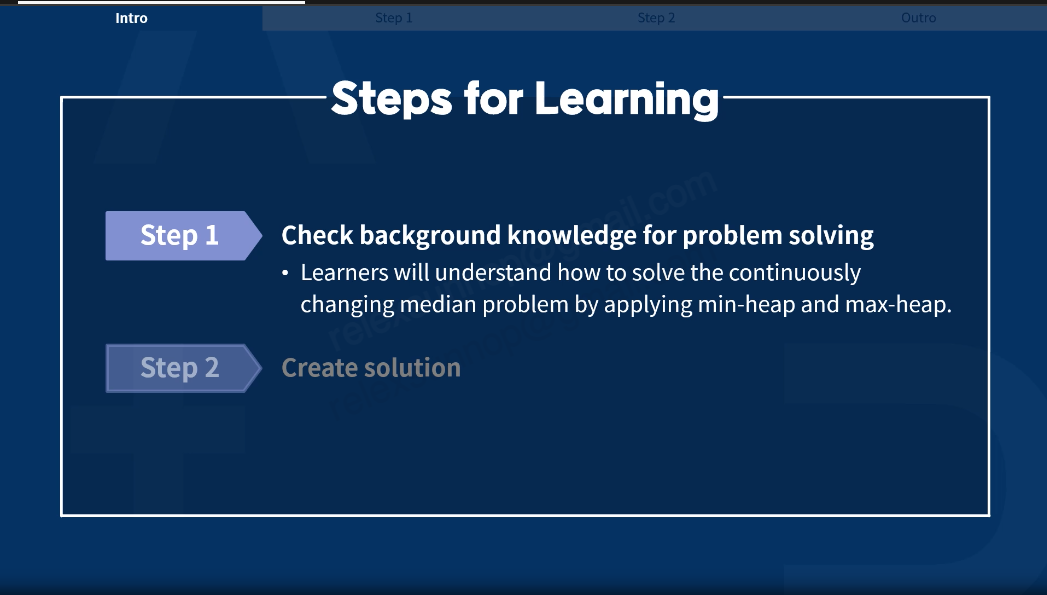 Intro
Step 1
Step 2
Outro
Steps for Learning
Step 1
Check background knowledge for problem solving
• Learners will understand how to solve the continuously
changing median problem by applying min-heap and max-heap.
Step 2
Create solution